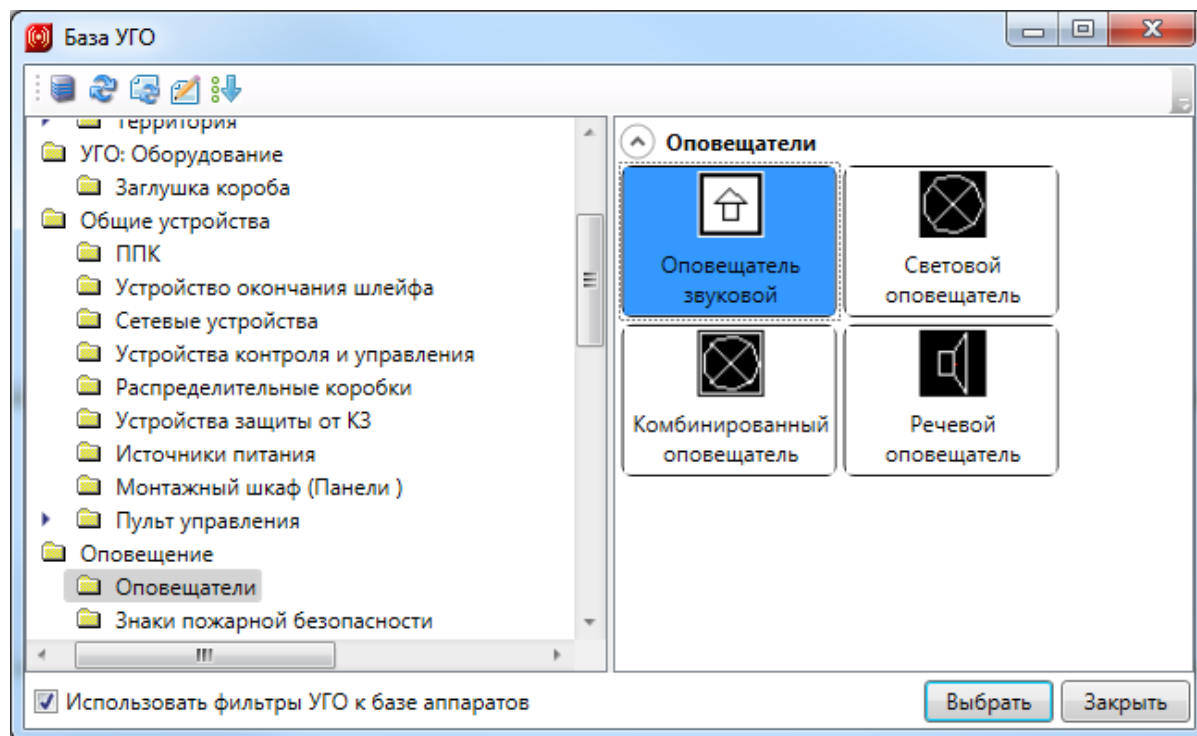 База УГО
Территория
УГО: Оборудование
Заглушка короба
Общие устройства
ППК
Устройство окончания шлейфа
Сетевые устройства
Устройства контроля и управления
Распределительные коробки
Устройства защиты от КЗ
Источники питания
Монтажный шкаф (Панели )
Пульт управления
Оповещение
Оповещатели
Знаки пожарной безопасности
Оповещатели
Оповещатель
звуковой
Световой
оповещатель
Комбинированный
оповещатель
Речевой
оповещатель
Использовать фильтры УГО к базе аппаратов
Выбрать
Закрыть